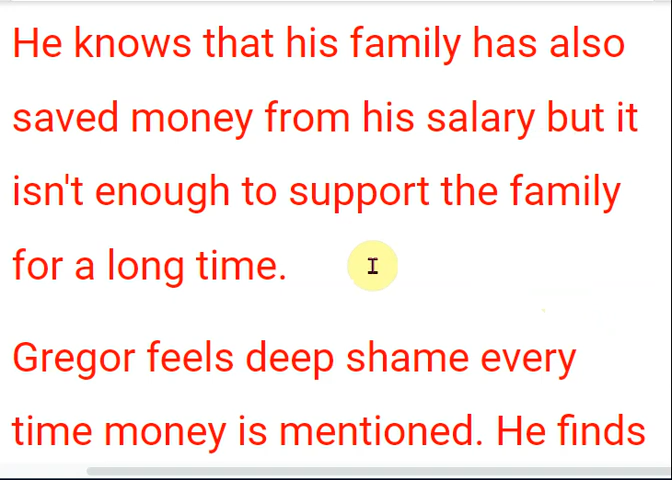 He knows that his family has also
saved money from his salary but it
isn't enough to support the family
for a long time.
Gregor feels deep shame every
time money is mentioned. He finds